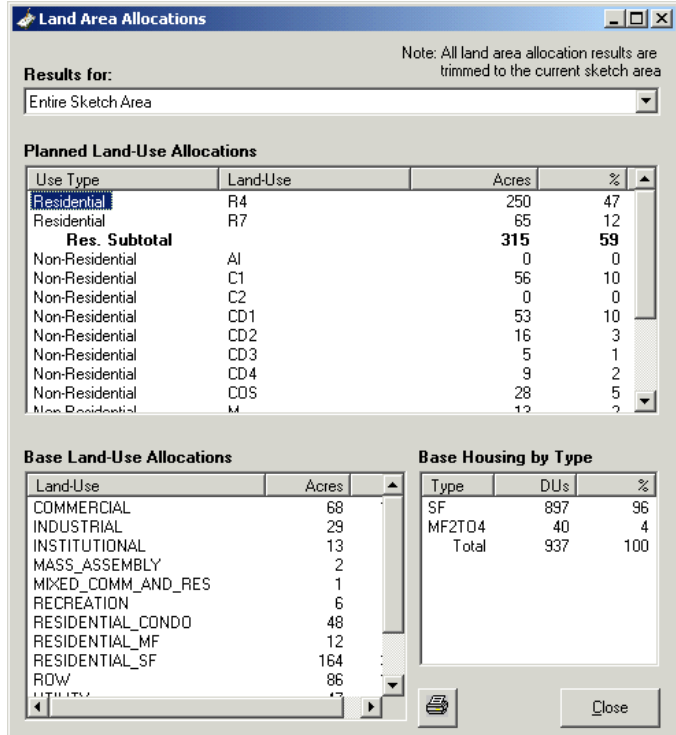 Land Area Allocations
Note: All land area allocation results are
Results for: trimmed to the current sketch area
Entire Sketch Area
Planned Land-Use Allocations
Use Type Land-Use Acres %
Residential R4 250 47
Residential R7 65 12
Res. Subtotal 315 59
Non-Residential AI 0 0
Non-Residential C1 56 10
Non-Residential C2 0 0
Non-Residential CD1 53 10
Non-Residential CD2 16 3
Non-Residential CD3 5 1
Non-Residential CD4 9 2
Non-Residential COS 28 5
Non-Residential M 13 2
Base Land-Use Allocations
Land-Use Acres
COMMERCIAL 68
INDUSTRIAL 29
INSTITUTIONAL 13
MASS_ASSEMBLY 2
MIXED_COMM_AND_RES 1
RECREATION 6
RESIDENTIAL_CONDO 48
RESIDENTIAL_MF 12
RESIDENTIAL_SF 164
ROW 86
UTILITY
Base Housing by Type
Type DUs %
SF 897 96
MF2TO4 40 4
Total 937 100
Close